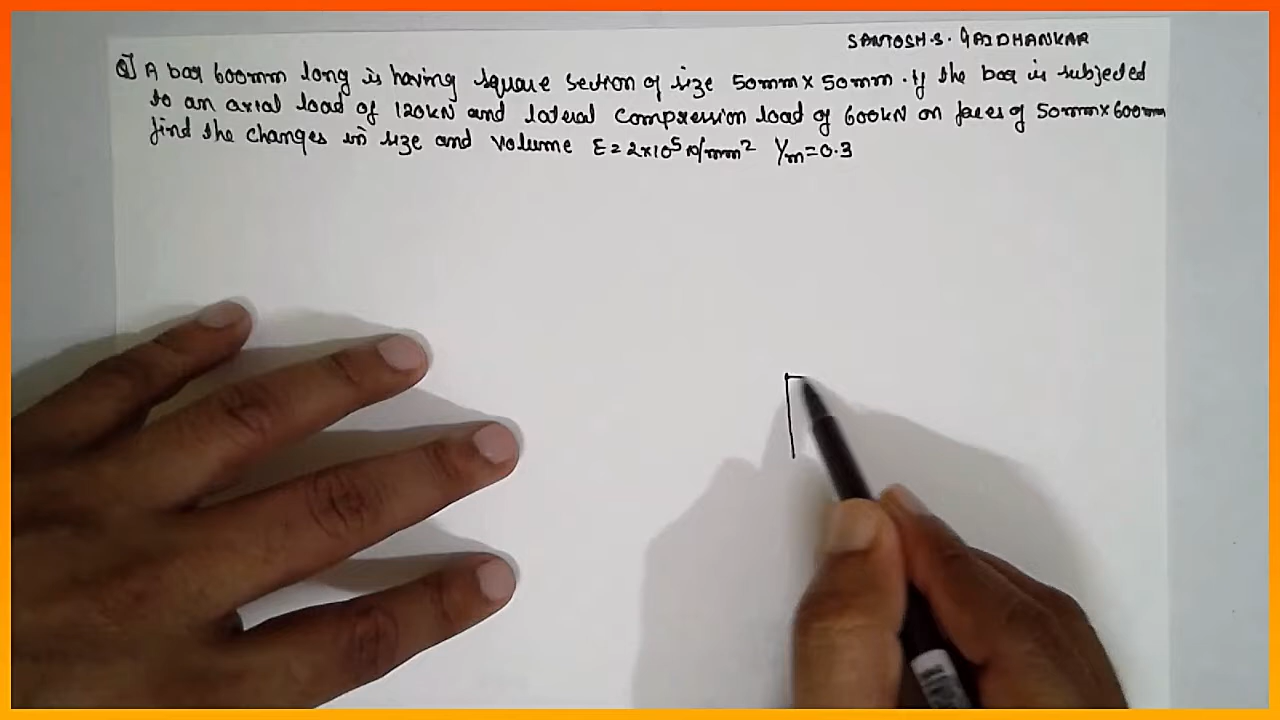 SANTOSH.S. GAIDHANKAR
Q] A bar 600mm long is having square section of size 50mm x 50mm. If the bar is subjected
to an axial load of 120kN and lateral compression load of 600kN on faces of 50mm x 600mm
find the changes in size and volume E = 2x10⁵ N/mm² 1/m = 0.3